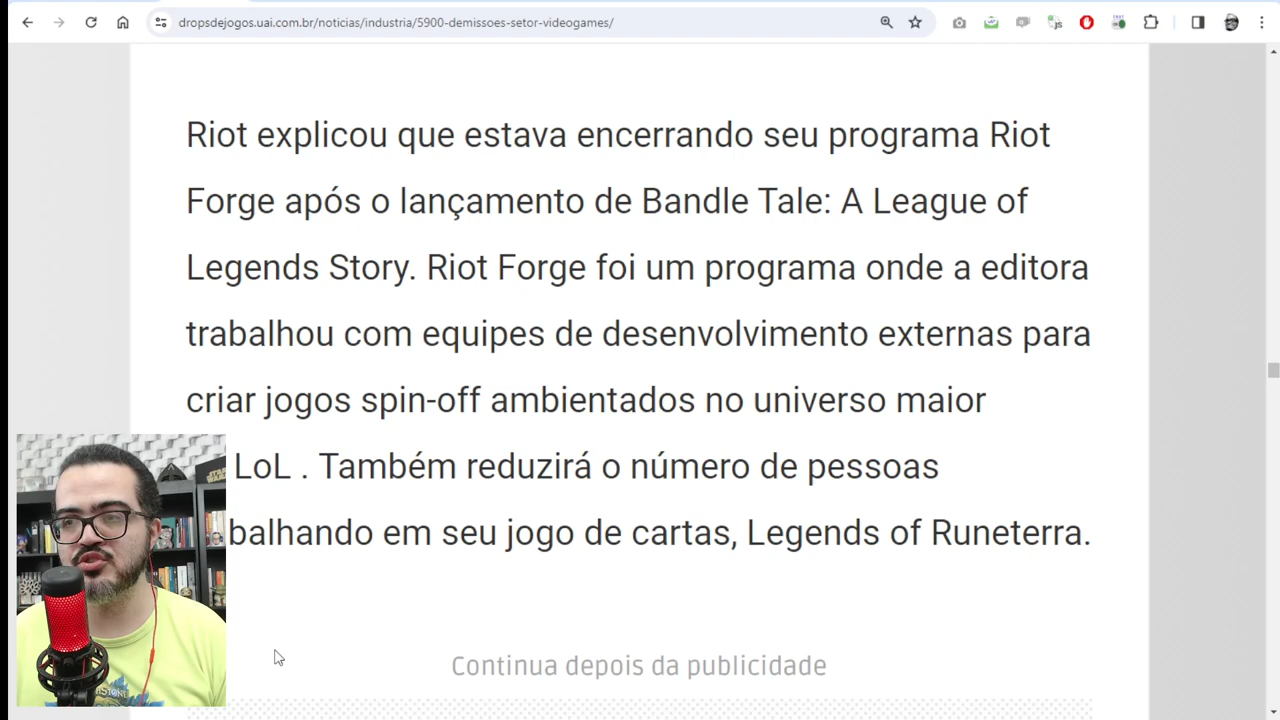 dropsdejogos.uai.com.br/noticias/industria/5900-demissoes-setor-videogames/
Riot explicou que estava encerrando seu programa Riot
Forge após o lançamento de Bandle Tale: A League of
Legends Story. Riot Forge foi um programa onde a editora
trabalhou com equipes de desenvolvimento externas para
criar jogos spin-off ambientados no universo maior
LoL . Também reduzirá o número de pessoas
balhando em seu jogo de cartas, Legends of Runeterra.
STAR
WARS
Continua depois da publicidade